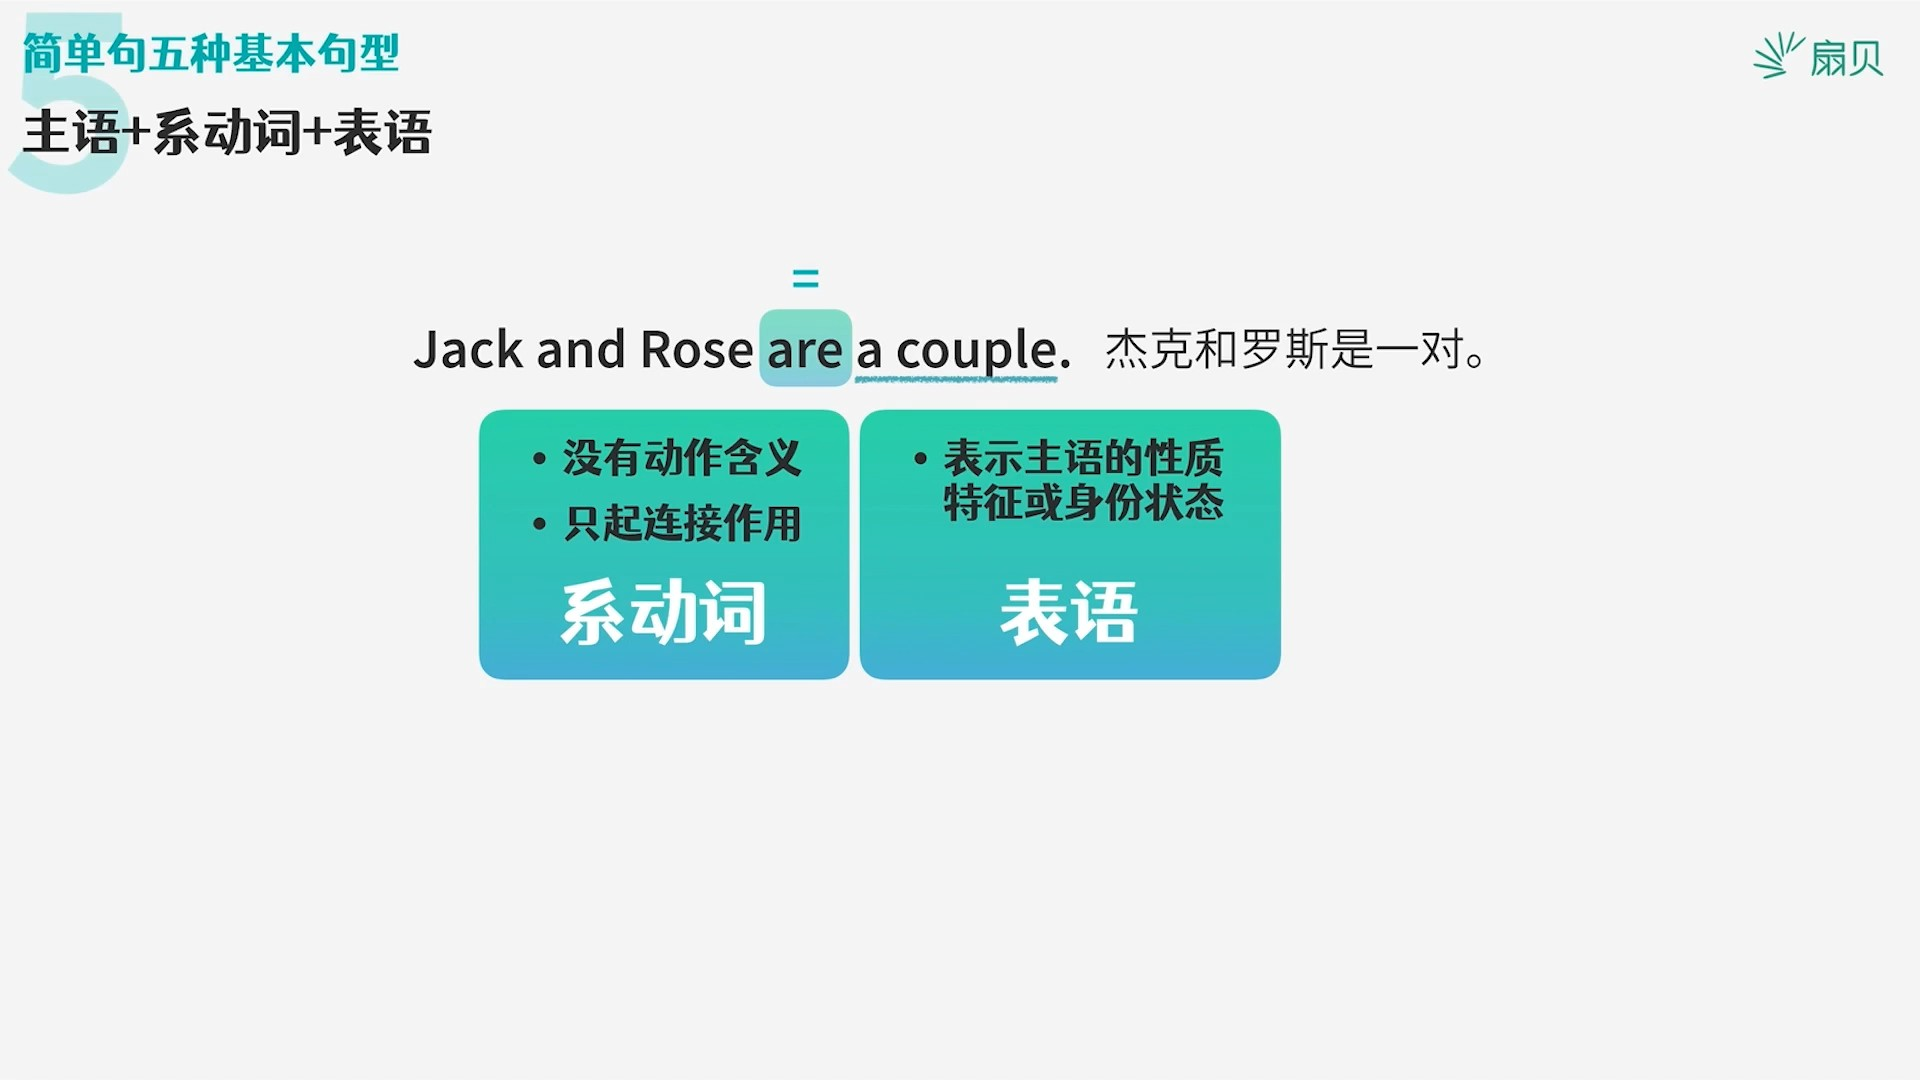 5
简单句五种基本句型
扇贝
主语+系动词+表语
=
Jack and Rose are a couple. 杰克和罗斯是一对。
• 没有动作含义
• 只起连接作用
系动词
• 表示主语的性质
特征或身份状态
表语